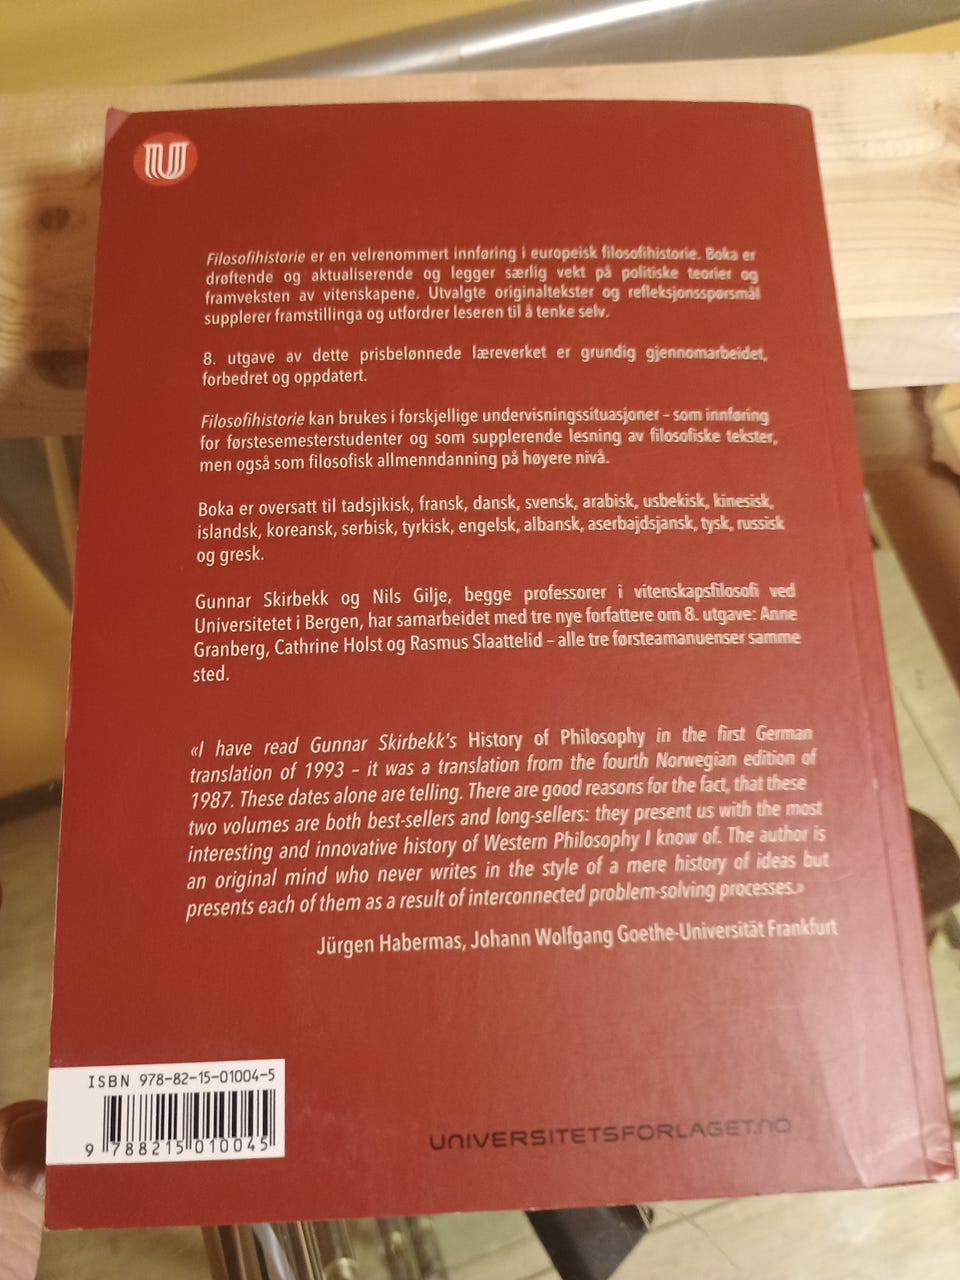 U
Filosofihistorie er en velrenommert innføring i europeisk filosofihistorie. Boka er
drøftende og aktualiserende og legger særlig vekt på politiske teorier og
framveksten av vitenskapene. Utvalgte originaltekster og refleksjonsspørsmål
supplerer framstillinga og utfordrer leseren til å tenke selv.
8. utgave av dette prisbelønnede læreverket er grundig gjennomarbeidet,
forbedret og oppdatert.
Filosofihistorie kan brukes i forskjellige undervisningssituasjoner – som innføring
for førstesemesterstudenter og som supplerende lesning av filosofiske tekster,
men også som filosofisk allmenndanning på høyere nivå.
Boka er oversatt til tadsjikisk, fransk, dansk, svensk, arabisk, usbekisk, kinesisk,
islandsk, koreansk, serbisk, tyrkisk, engelsk, albansk, aserbajdsjansk, tysk, russisk
og gresk.
Gunnar Skirbekk og Nils Gilje, begge professorer i vitenskapsfilosofi ved
Universitetet i Bergen, har samarbeidet med tre nye forfattere om 8. utgave: Anne
Granberg, Cathrine Holst og Rasmus Slaattelid – alle tre førsteamanuenser samme
sted.
«I have read Gunnar Skirbekk's History of Philosophy in the first German
translation of 1993 – it was a translation from the fourth Norwegian edition of
1987. These dates alone are telling. There are good reasons for the fact, that these
two volumes are both best-sellers and long-sellers: they present us with the most
interesting and innovative history of Western Philosophy I know of. The author is
an original mind who never writes in the style of a mere history of ideas but
presents each of them as a result of interconnected problem-solving processes.»
Jürgen Habermas, Johann Wolfgang Goethe-Universität Frankfurt
ISBN 978-82-15-01004-5
9 788215 010045
UNIVERSITETSFORLAGET.NO